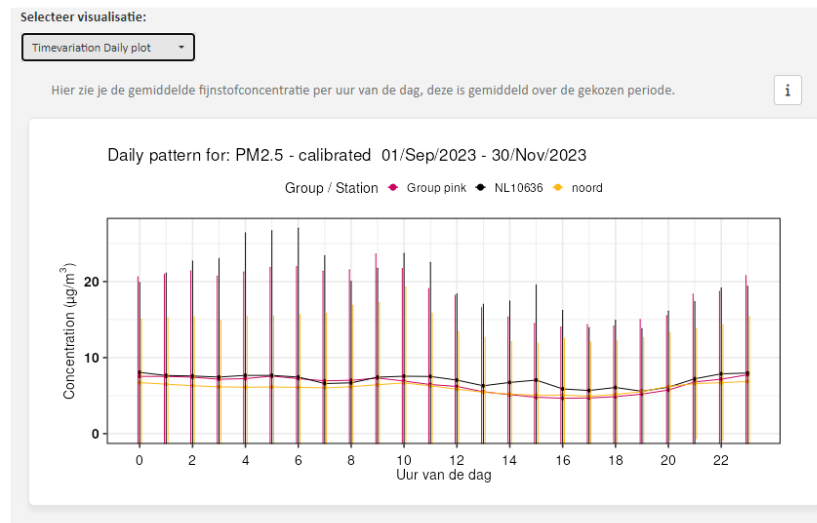 Selecteer visualisatie:
Timevariation Daily plot
Hier zie je de gemiddelde fijnstofconcentratie per uur van de dag, deze is gemiddeld over de gekozen periode.
i
Daily pattern for: PM2.5 - calibrated 01/Sep/2023 - 30/Nov/2023
Group / Station Group pink NL10636 noord
Concentration (µg/m³)
20
10
0
0 2 4 6 8 10 12 14 16 18 20 22
Uur van de dag